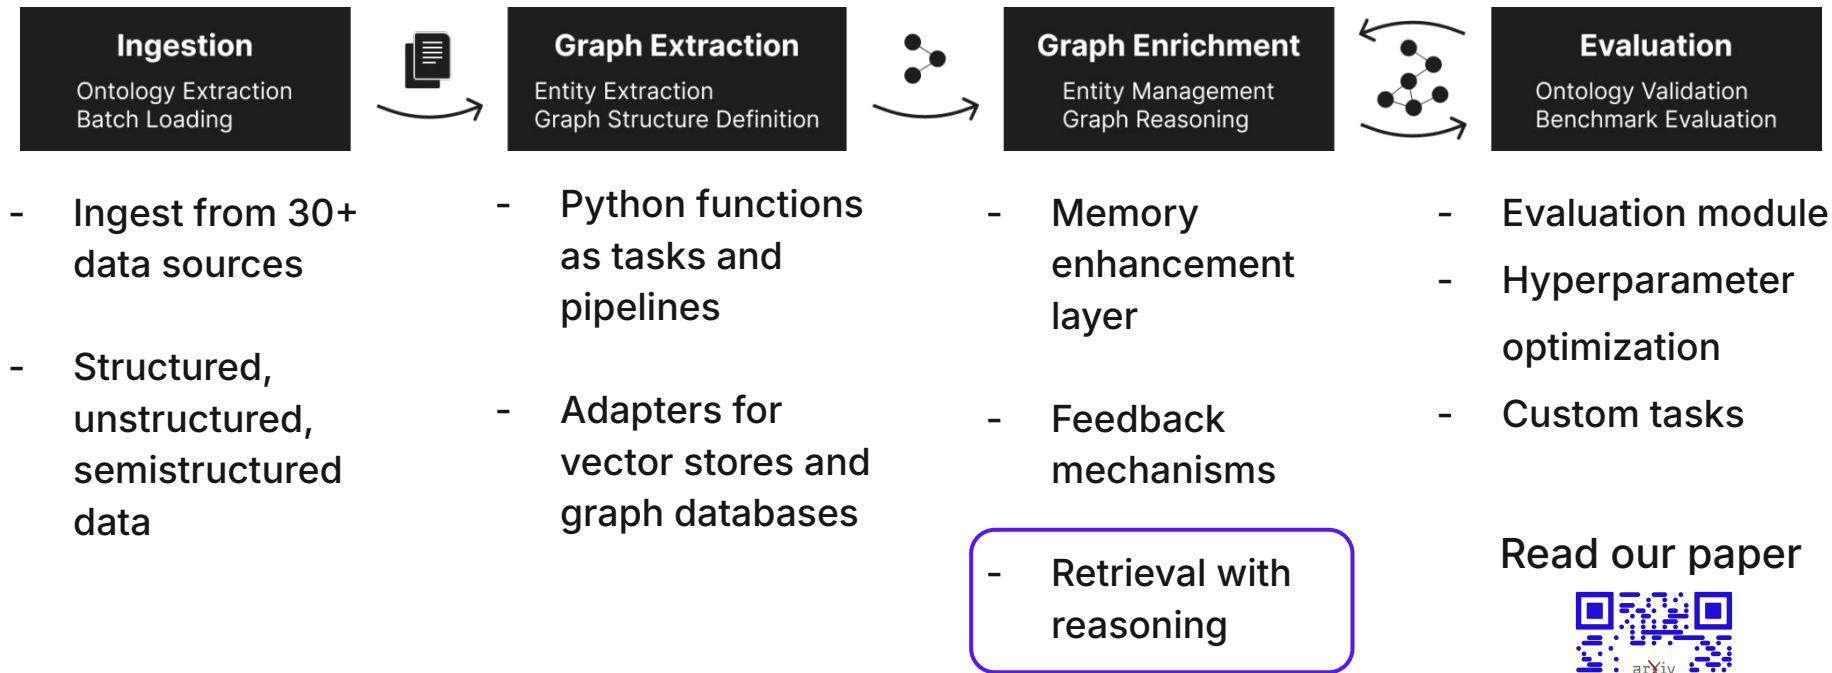 Ingestion
Ontology Extraction
Batch Loading
Graph Extraction
Entity Extraction
Graph Structure Definition
Graph Enrichment
Entity Management
Graph Reasoning
Evaluation
Ontology Validation
Benchmark Evaluation
- Ingest from 30+
data sources
- Structured,
unstructured,
semistructured
data
- Python functions
as tasks and
pipelines
- Adapters for
vector stores and
graph databases
- Memory
enhancement
layer
- Feedback
mechanisms
- Retrieval with
reasoning
- Evaluation module
- Hyperparameter
optimization
- Custom tasks
Read our paper
arXiv